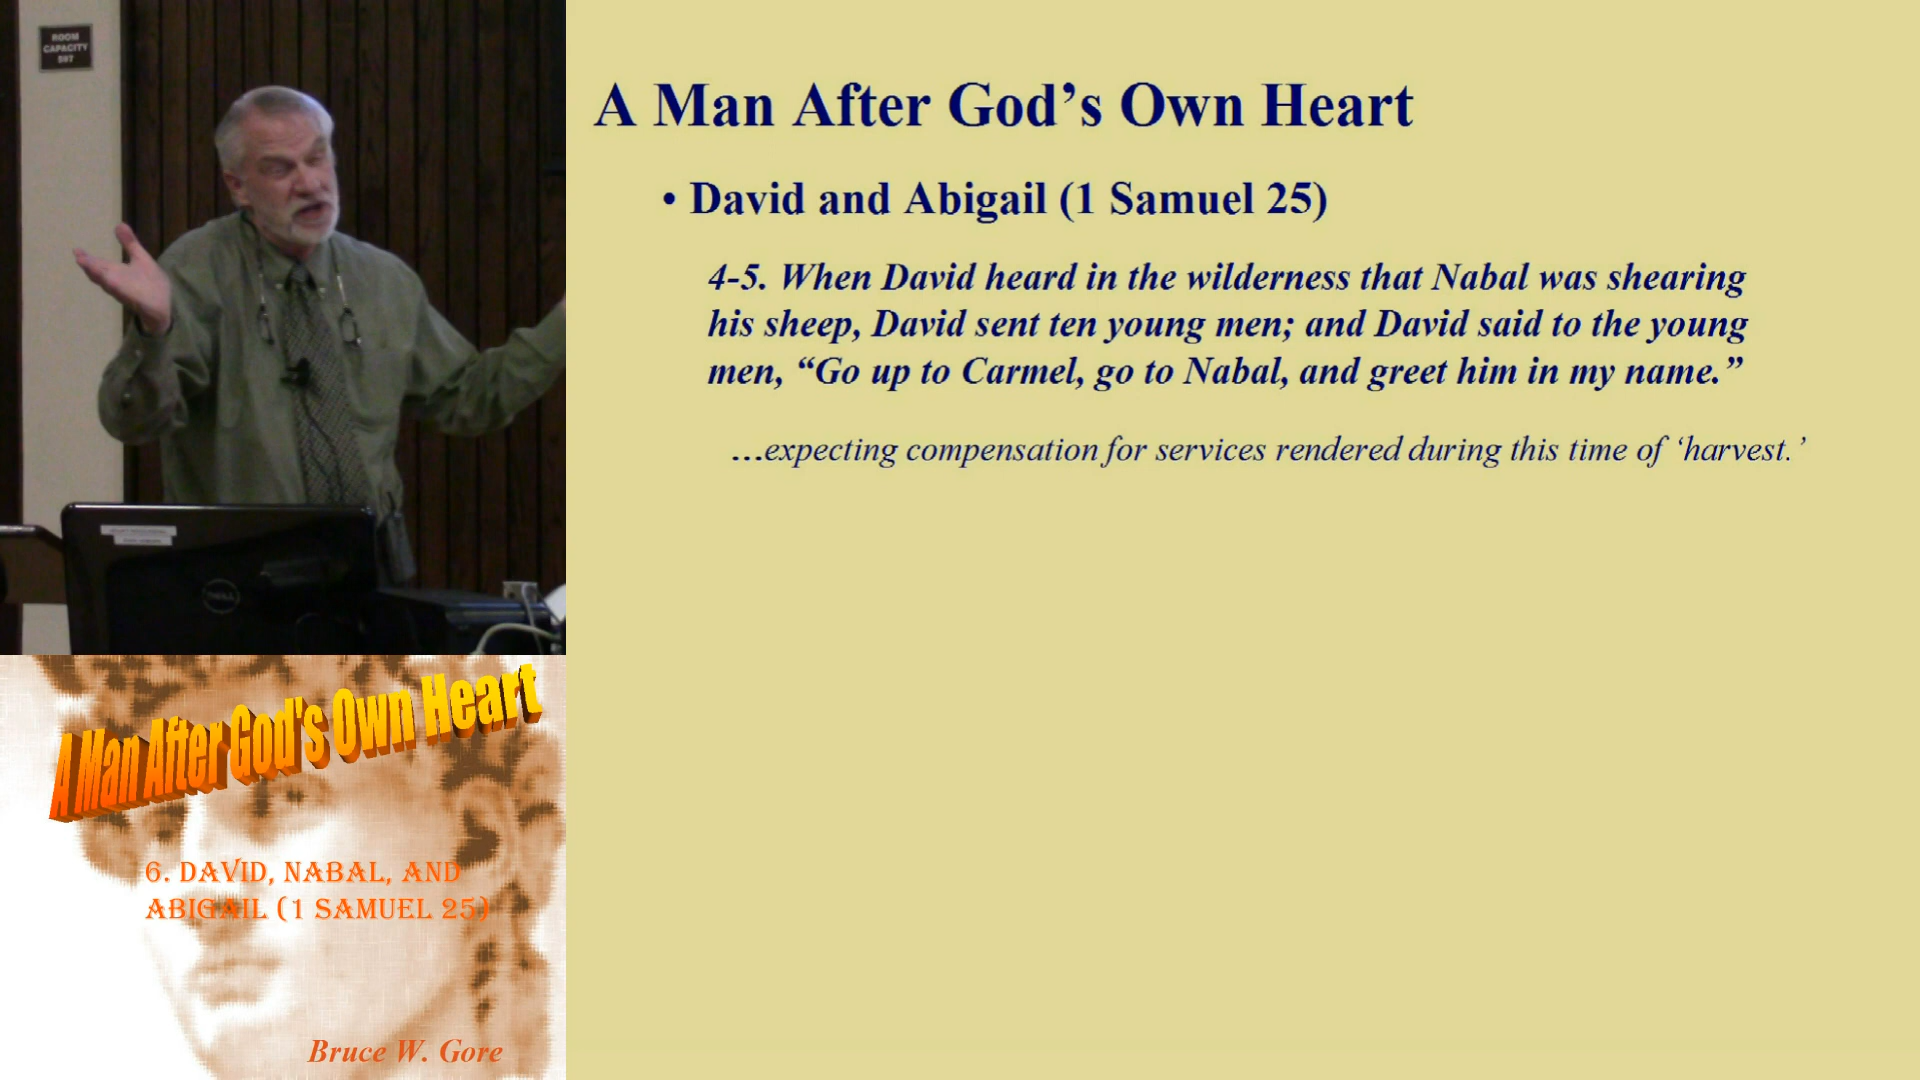 ROOM
CAPACITY
597
A Man After God’s Own Heart
• David and Abigail (1 Samuel 25)
4-5. When David heard in the wilderness that Nabal was shearing
his sheep, David sent ten young men; and David said to the young
men, “Go up to Carmel, go to Nabal, and greet him in my name.”
…expecting compensation for services rendered during this time of ‘harvest.’
DELL
A Man After God's Own Heart
6. David, Nabal, and
Abigail (1 Samuel 25)
Bruce W. Gore